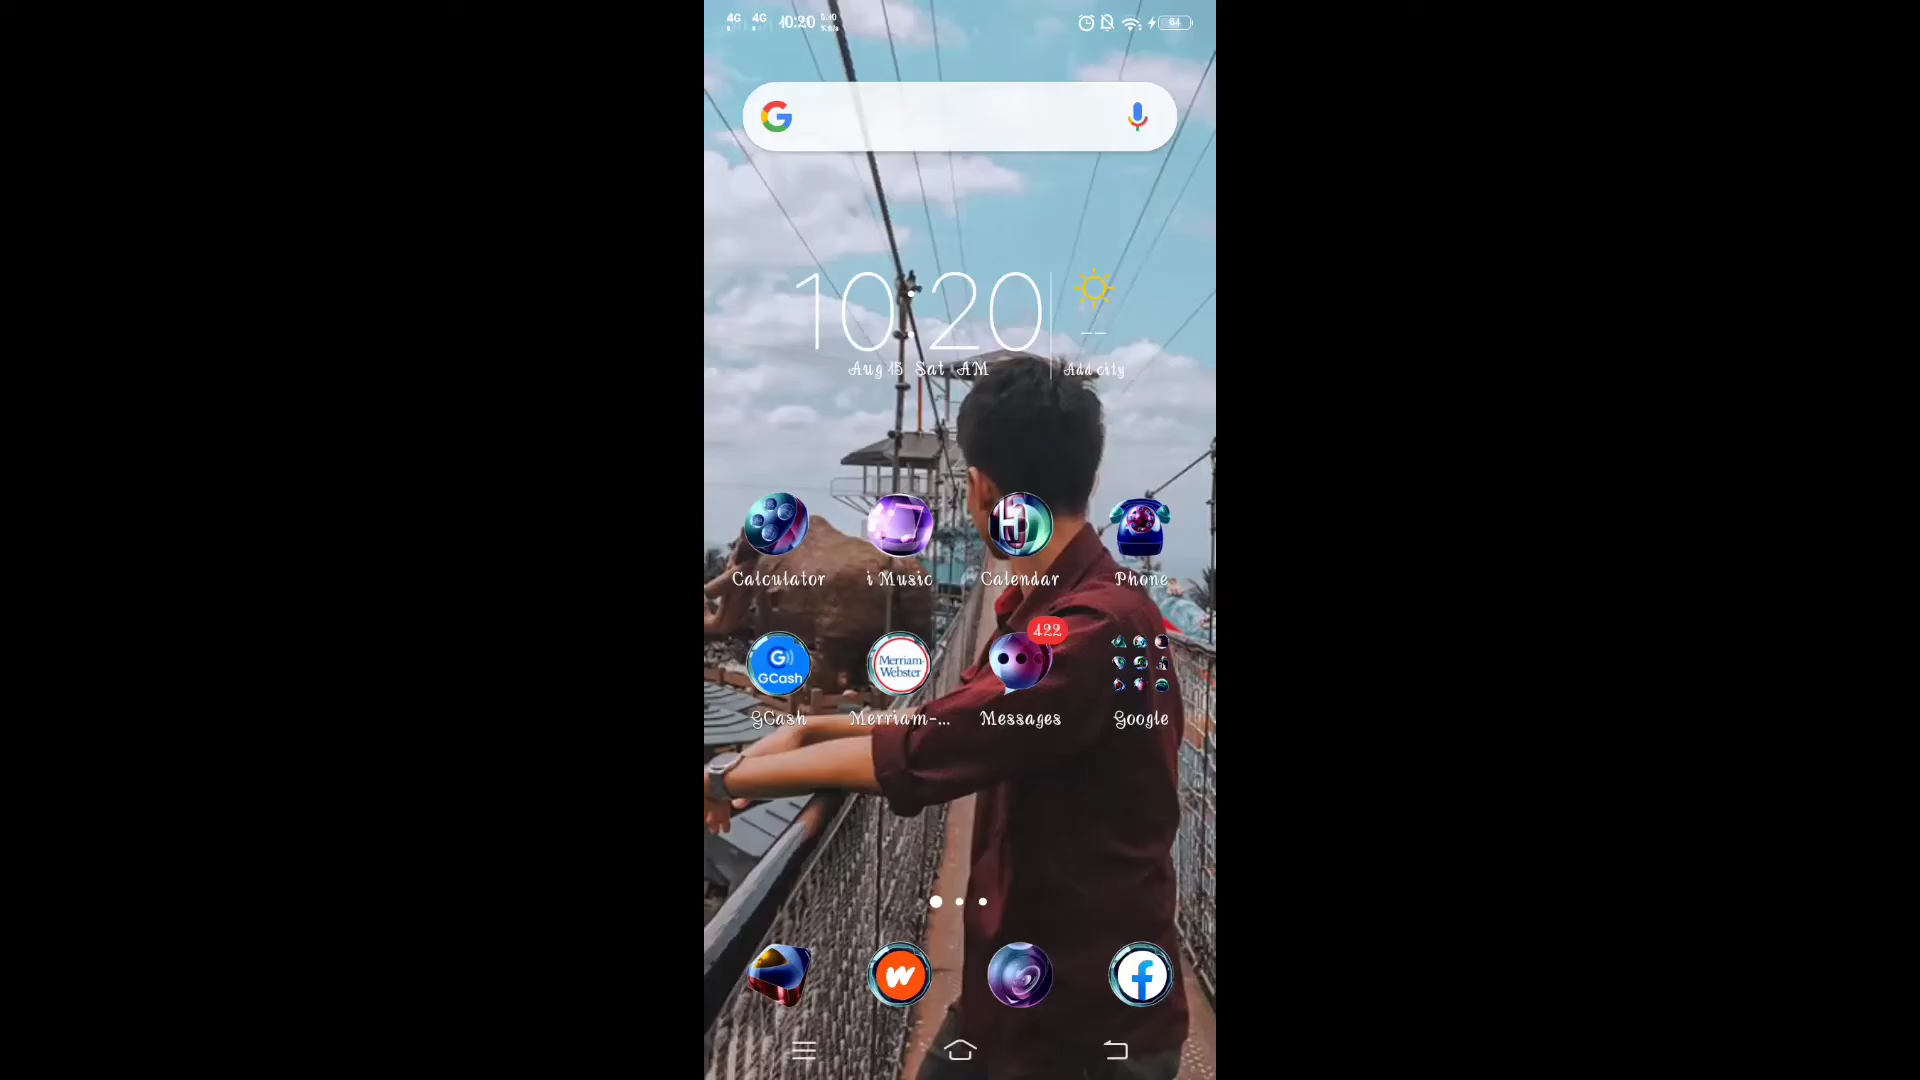 4G 4G 10:20
64
G
10:20
Aug 15 Sat AM
Add city
Calculator
i Music
Calendar
Phone
422
G
GCash
Merriam-
Webster
GCash
Merriam-...
Messages
Google